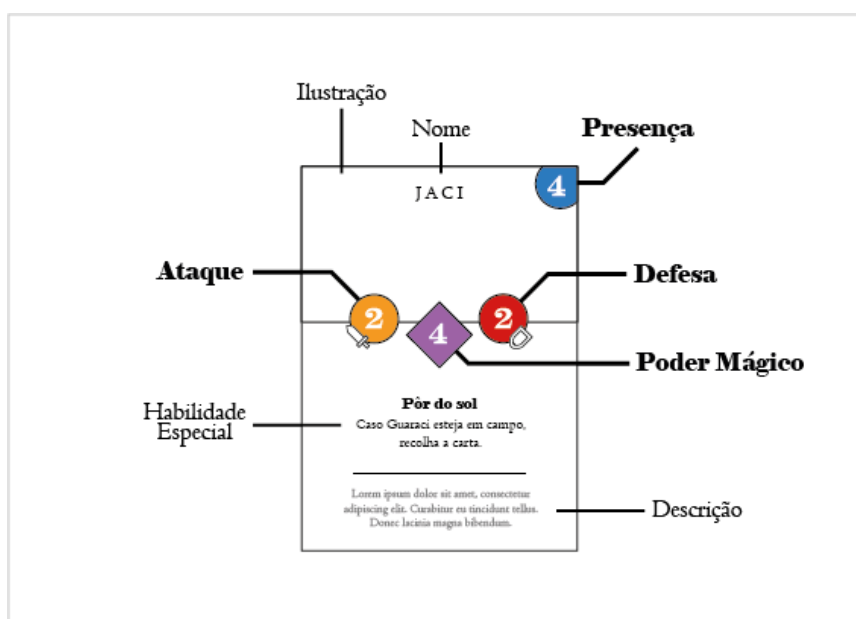 Ilustração
Nome
Presença
JACI
4
Ataque
Defesa
2
4
2
Poder Mágico
Pôr do sol
Habilidade
Especial
Caso Guaraci esteja em campo,
recolha a carta.
Lorem ipsum dolor sit amet, consectetur
adipiscing elit. Curabitur eu tincidunt tellus.
Donec lacinia magna bibendum.
Descrição